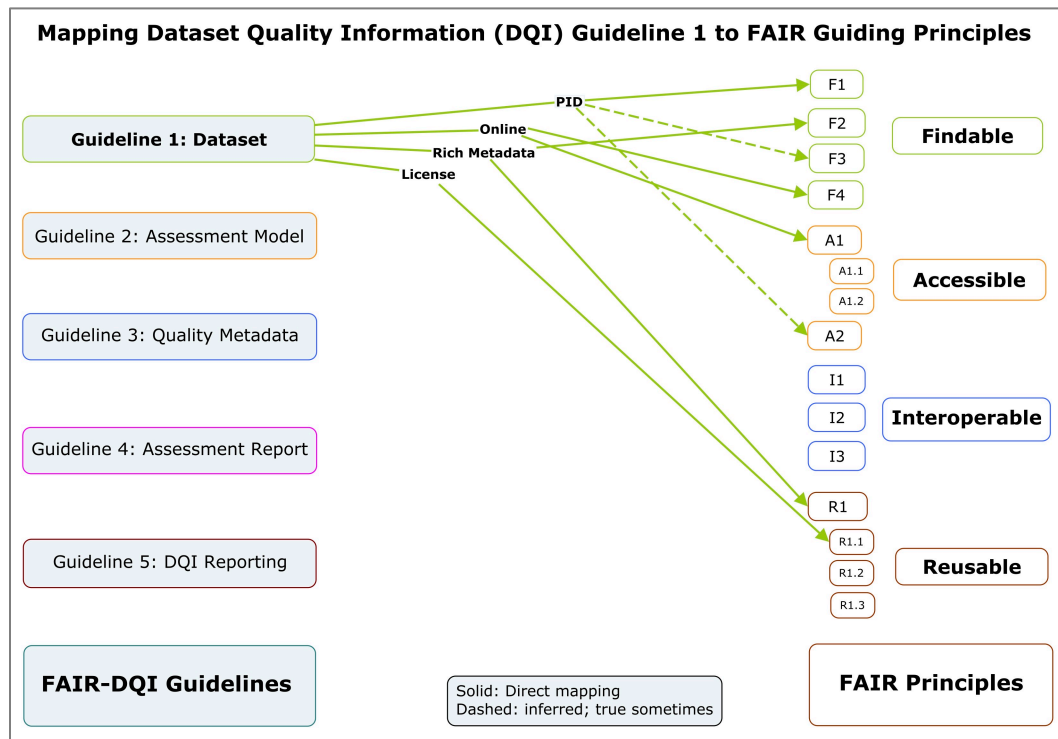 Mapping Dataset Quality Information (DQI) Guideline 1 to FAIR Guiding Principles
Guideline 1: Dataset
Guideline 2: Assessment Model
Guideline 3: Quality Metadata
Guideline 4: Assessment Report
Guideline 5: DQI Reporting
FAIR-DQI Guidelines
PID
Online
Rich Metadata
License
Solid: Direct mapping
Dashed: inferred; true sometimes
F1
F2
F3
F4
A1
A1.1
A1.2
A2
I1
I2
I3
R1
R1.1
R1.2
R1.3
Findable
Accessible
Interoperable
Reusable
FAIR Principles